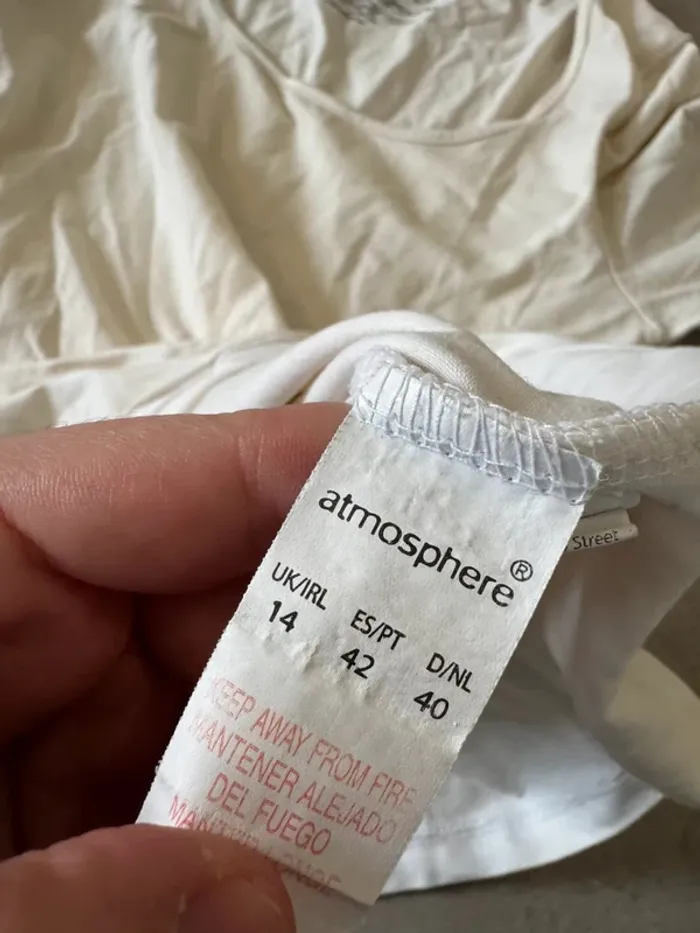 atmosphere®
UK/IRL ES/PT D/NL
14 42 40
KEEP AWAY FROM FIRE
MANTENER ALEJADO
DEL FUEGO
Street